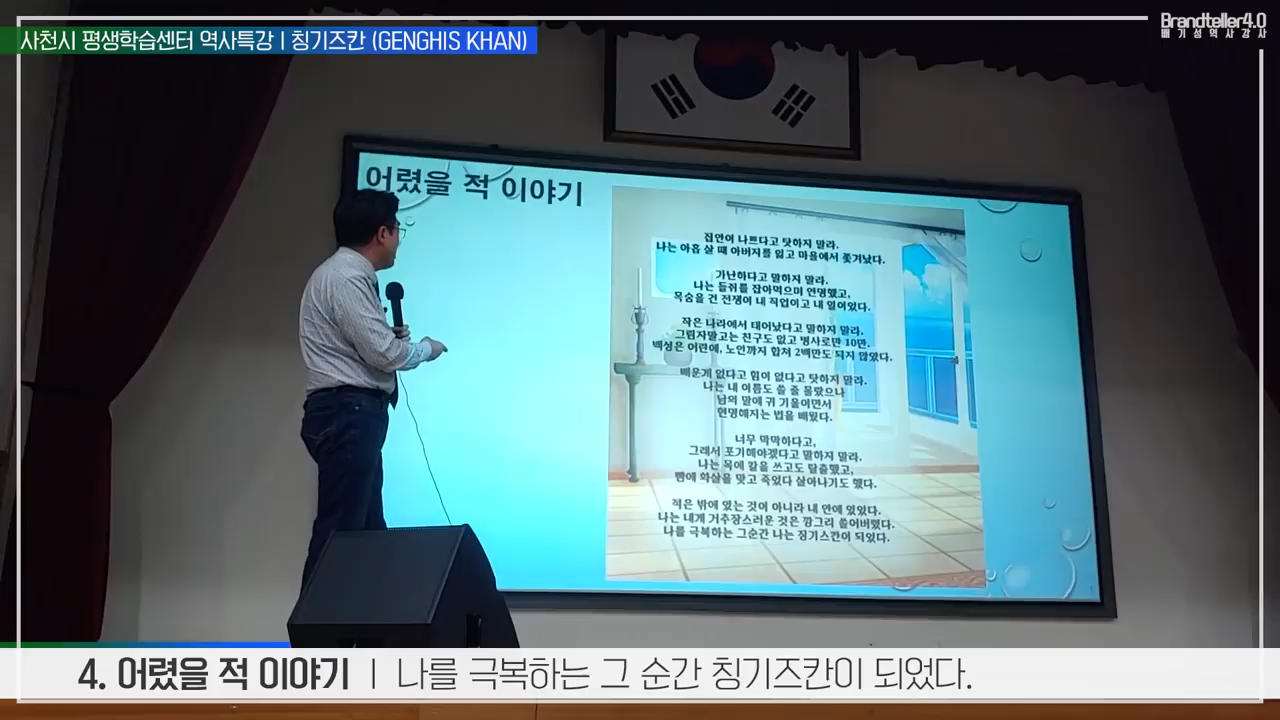 사천시 평생학습센터 역사특강 | 칭기즈칸 (GENGHIS KHAN)
Brandteller4.0
배기성역사강사
어렸을 적 이야기
집안이 나쁘다고 탓하지 말라.
나는 아홉 살 때 아버지를 잃고 마을에서 쫓겨났다.
가난하다고 말하지 말라.
나는 들쥐를 잡아먹으며 연명했고,
목숨을 건 전쟁이 내 직업이고 내 일이었다.
작은 나라에서 태어났다고 말하지 말라.
그림자말고는 친구도 없고 병사로만 10만.
백성은 어린애, 노인까지 합쳐 2백만도 되지 않았다.
배운게 없다고 힘이 없다고 탓하지 말라.
나는 내 이름도 쓸 줄 몰랐으나
남의 말에 귀 기울이면서
현명해지는 법을 배웠다.
너무 막막하다고,
그래서 포기해야겠다고 말하지 말라.
나는 목에 칼을 쓰고도 탈출했고,
뺨에 화살을 맞고 죽었다 살아나기도 했다.
적은 밖에 있는 것이 아니라 내 안에 있었다.
나는 내게 거추장스러운 것은 깡그리 쓸어버렸다.
나를 극복하는 그순간 나는 징기스칸이 되었다.
4. 어렸을 적 이야기 | 나를 극복하는 그 순간 칭기즈칸이 되었다.